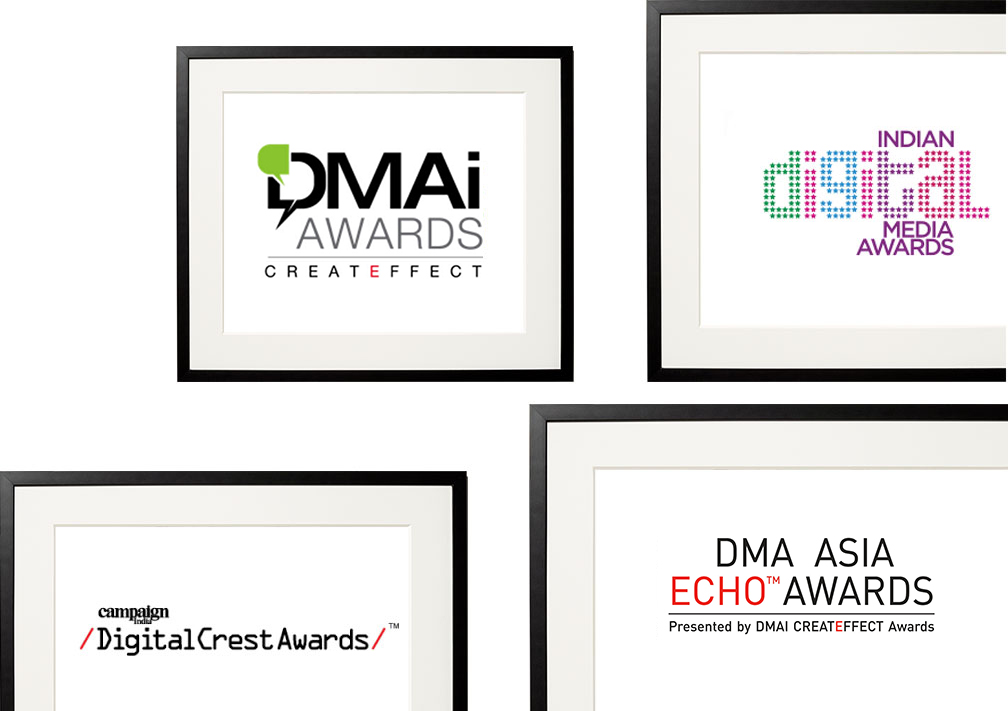 DMAi
AWARDS
CREATEFFECT
INDIAN
digital
MEDIA
AWARDS
campaign
India
/DigitalCrestAwards/™
DMA ASIA
ECHO™ AWARDS
Presented by DMAI CREATEFFECT Awards